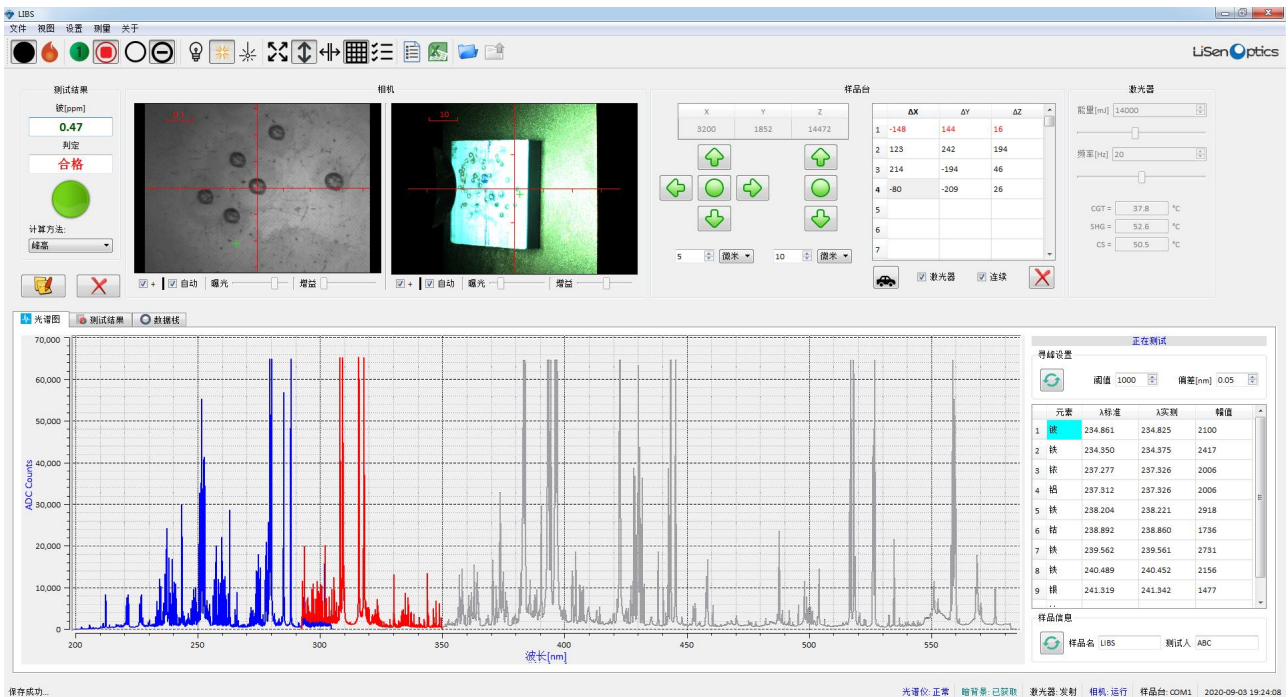 LIBS
文件 视图 设置 测量 关于
1
LiSenOptics
测试结果
铍[ppm]
0.47
判定
合格
计算方法:
峰高
相机
0.1
10
+ 自动 曝光 增益
+ 自动 曝光 增益
样品台
X Y Z
3200 1852 14472
5 微米 10 微米
ΔX ΔY ΔZ
1 -148 144 16
2 123 242 194
3 214 -194 46
4 -80 -209 26
5
6
7
激光器 连续
激光器
能量[mJ] 14000
频率[Hz] 20
CGT = 37.8 °C
SHG = 52.6 °C
CS = 50.5 °C
光谱图 测试结果 数据栈
70,000
60,000
50,000
40,000
30,000
20,000
10,000
0
ADC Counts
200 250 300 350 400 450 500 550
波长[nm]
正在测试
寻峰设置
阈值 1000 偏差[nm] 0.05
元素 λ标准 λ实测 幅值
1 铍 234.861 234.825 2100
2 铁 234.350 234.375 2417
3 237.277 237.326 2006
4 铝 237.312 237.326 2006
5 铁 238.204 238.221 2918
6 钴 238.892 238.860 1736
7 铁 239.562 239.561 2731
8 铁 240.489 240.452 2156
9 银 241.319 241.342 1477
样品信息
样品名 LIBS 测试人 ABC
保存成功... 光谱仪:正常 暗背景:已获取 激光器:发射 相机:运行 样品台:COM1 2020-09-03 19:24:08